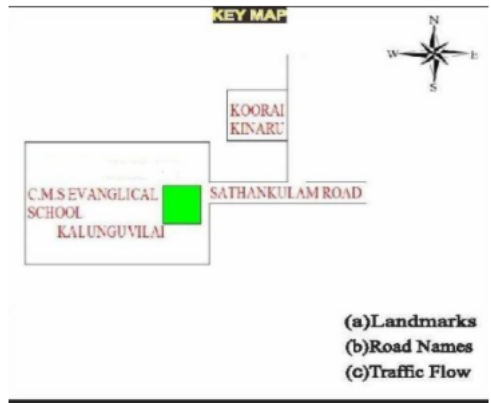 KEY MAP
N
W
E
S
KOORAI
KINARU
C.M.S EVANGLICAL
SCHOOL
KALUNGUVILAI
SATHANKULAM ROAD
(a)Landmarks
(b)Road Names
(c)Traffic Flow